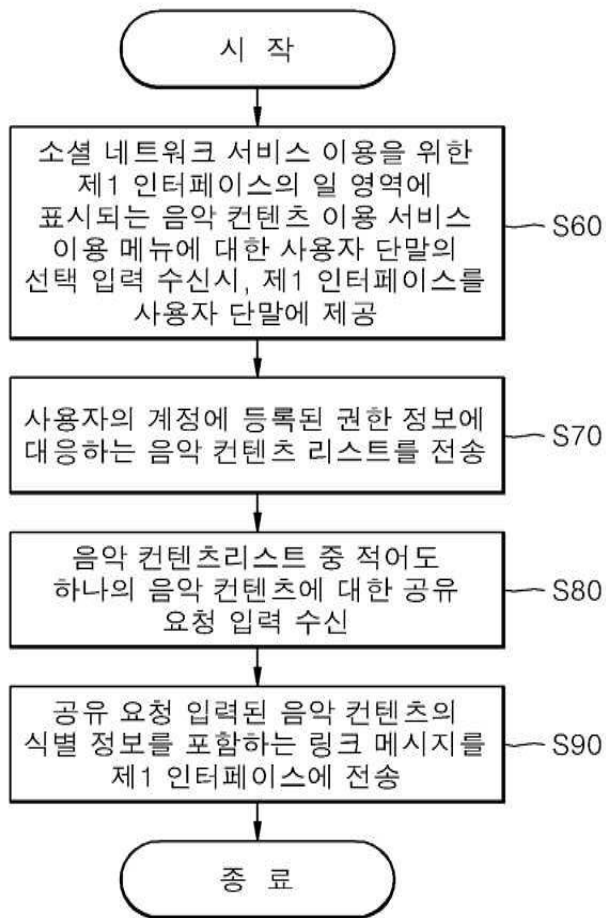 시 작
소셜 네트워크 서비스 이용을 위한
제1 인터페이스의 일 영역에
표시되는 음악 컨텐츠 이용 서비스
이용 메뉴에 대한 사용자 단말의
선택 입력 수신시, 제1 인터페이스를
사용자 단말에 제공
S60
사용자의 계정에 등록된 권한 정보에
대응하는 음악 컨텐츠 리스트를 전송
S70
음악 컨텐츠리스트 중 적어도
하나의 음악 컨텐츠에 대한 공유
요청 입력 수신
S80
공유 요청 입력된 음악 컨텐츠의
식별 정보를 포함하는 링크 메시지를
제1 인터페이스에 전송
S90
종 료